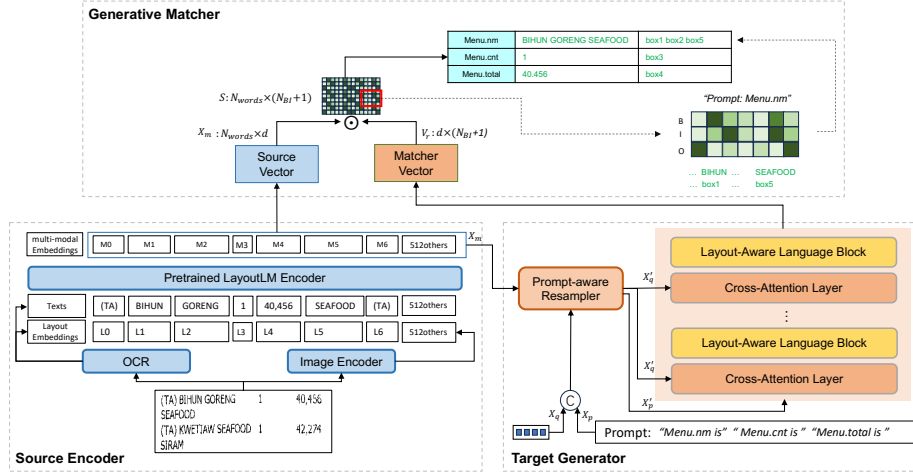 Generative Matcher
Menu.nm BIHUN GORENG SEAFOOD box1 box2 box5
Menu.cnt 1 box3
Menu.total 40.456 box4
S: N_words×(N_BI+1)
"Prompt: Menu.nm"
B
I
O
... BIHUN ... SEAFOOD
... box1 ... box5
X_m: N_words×d
V_r: d×(N_BI+1)
Source Vector
Matcher Vector
multi-modal Embeddings M0 M1 M2 M3 M4 M5 M6 512others X_m
Pretrained LayoutLM Encoder
Texts (TA) BIHUN GORENG 1 40,456 SEAFOOD (TA) 512others
Layout Embeddings L0 L1 L2 L3 L4 L5 L6 512others
OCR
Image Encoder
(TA) BIHUN GORENG 1 40,456
SEAFOOD
(TA) KWETIAW SEAFOOD 1 42,274
SIRAM
Source Encoder
Prompt-aware Resampler
X'_q
X'_q
X'_p
Layout-Aware Language Block
Cross-Attention Layer
⋮
Layout-Aware Language Block
Cross-Attention Layer
C
X_q X_p
Prompt: "Menu.nm is" " Menu.cnt is " "Menu.total is "
Target Generator